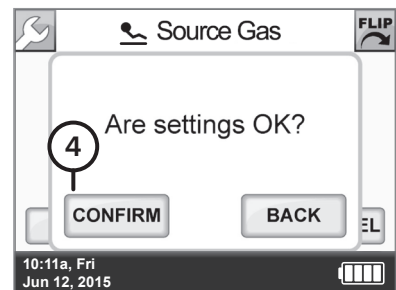 Source Gas
FLIP
Are settings OK?
4
CONFIRM
BACK
EL
10:11a, Fri
Jun 12, 2015